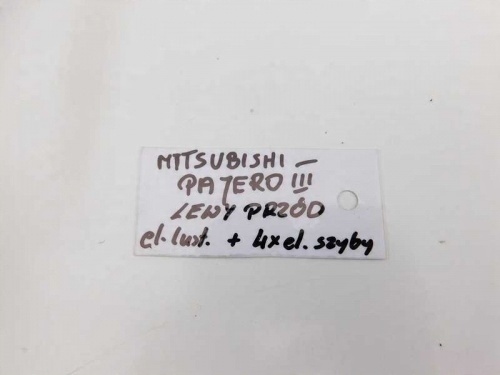 MITSUBISHI –
PAJERO III
LEWY PRZÓD
el. lust. + 4x el. szyby